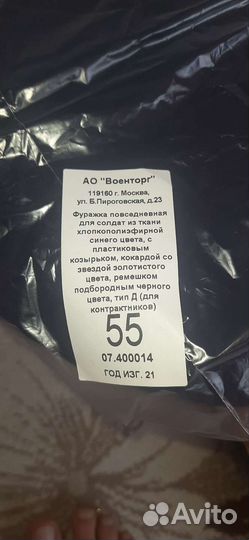 АО "Военторг"
119160 г. Москва,
ул. Б.Пироговская, д.23
Фуражка повседневная
для солдат из ткани
хлопкополиэфирной
синего цвета, с
пластиковым
козырьком, кокардой со
звездой золотистого
цвета, ремешком
подбородным черного
цвета, тип Д (для
контрактников)
55
07.400014
ГОД ИЗГ. 21
Avito